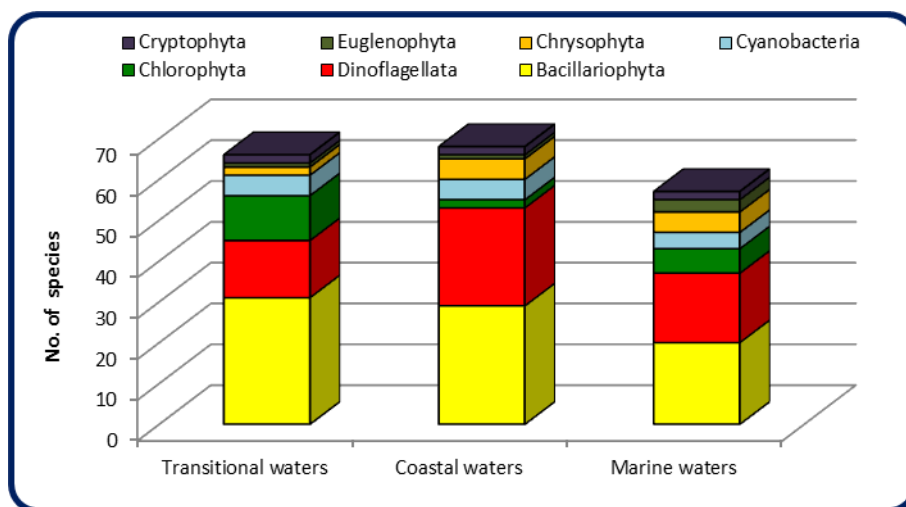 Cryptophyta Euglenophyta Chrysophyta Cyanobacteria
Chlorophyta Dinoflagellata Bacillariophyta
No. of species
70
60
50
40
30
20
10
0
Transitional waters Coastal waters Marine waters